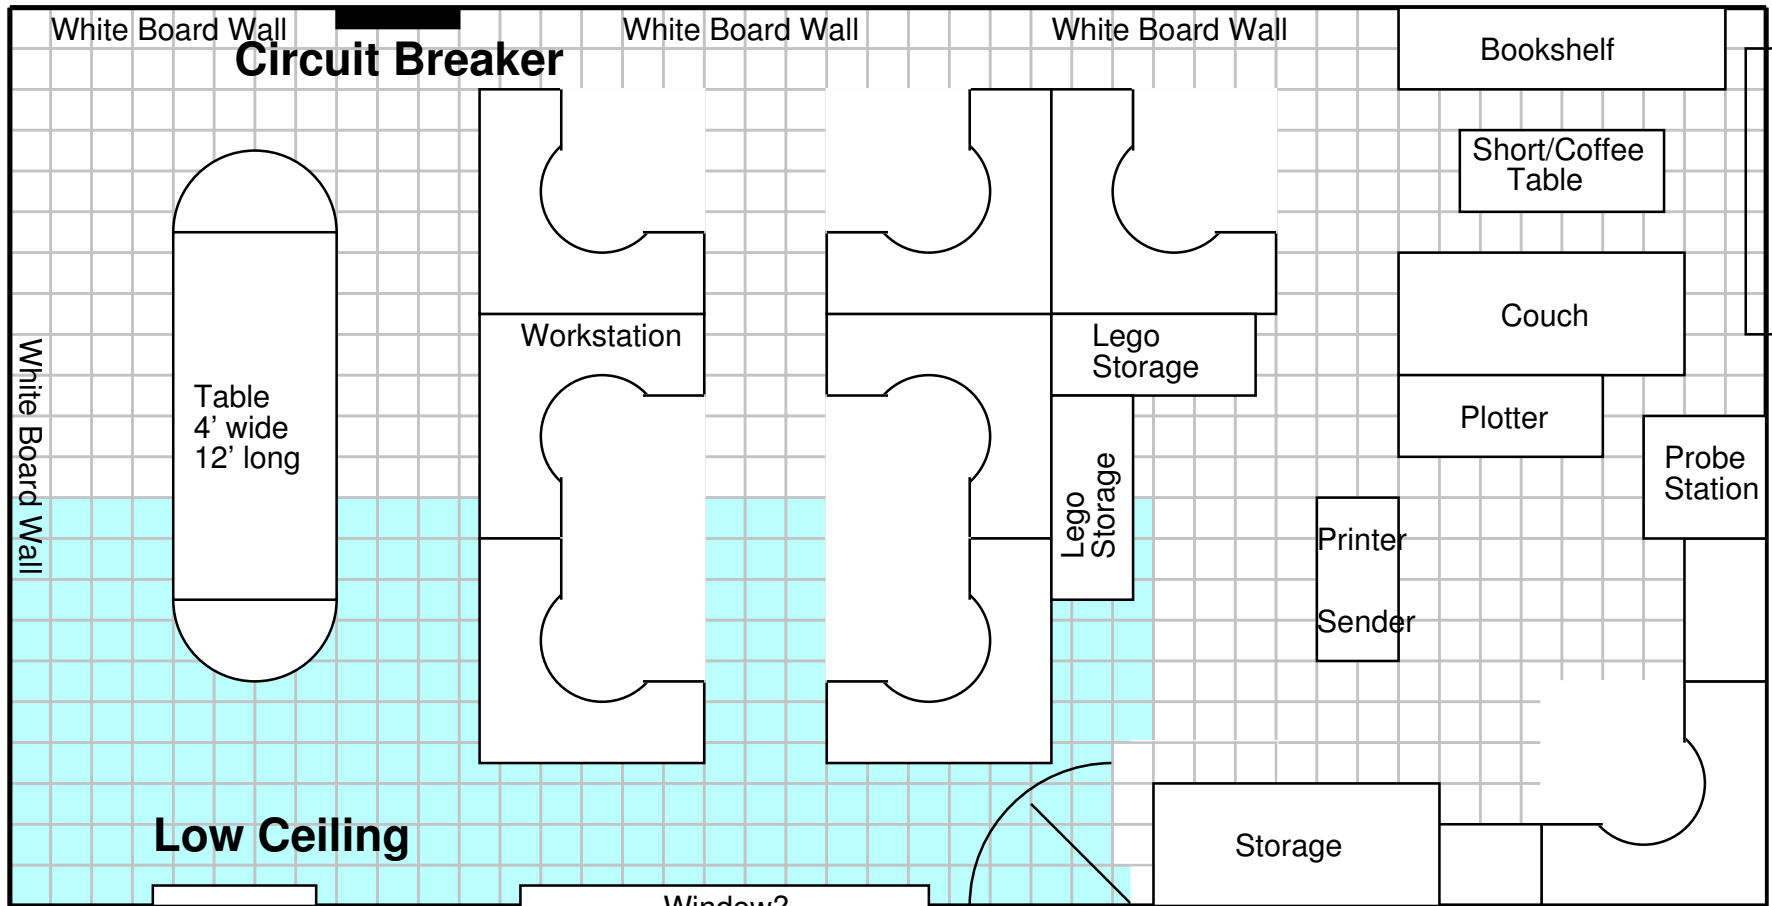 White Board Wall
White Board Wall
White Board Wall
Circuit Breaker
Bookshelf
Short/Coffee
Table
Couch
Workstation
Lego
Storage
White Board Wall
Table
4’ wide
12’ long
Plotter
Lego
Storage
Probe
Station
Printer
Sender
Low Ceiling
Storage
Window?